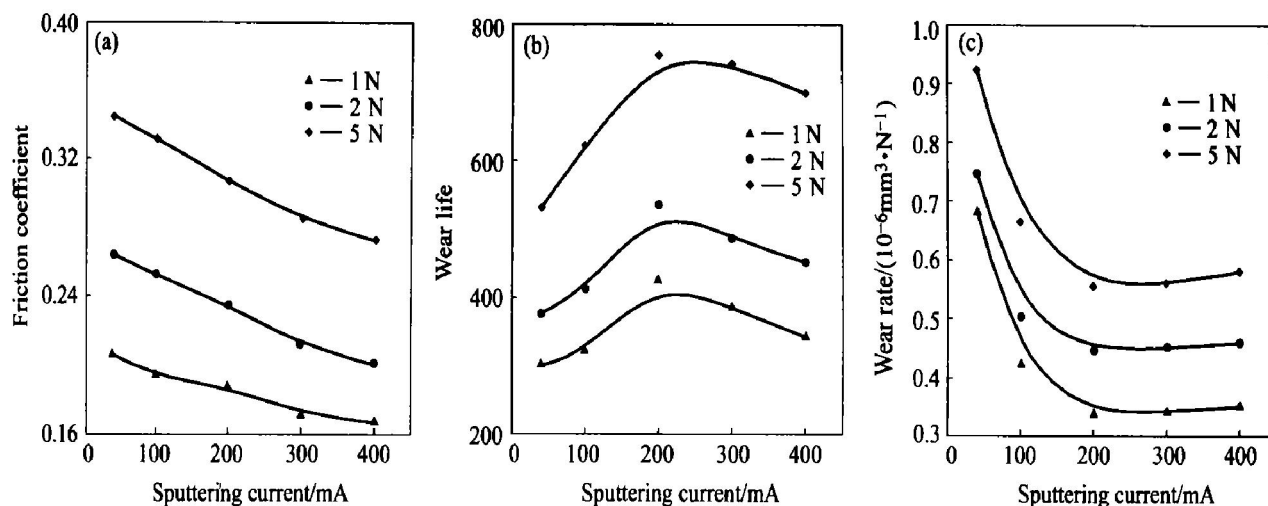 (a)
▲ — 1 N
● — 2 N
◆ — 5 N
Friction coefficient
0.40
0.32
0.24
0.16
0 100 200 300 400
Sputtering current/mA
(b)
▲ — 1 N
● — 2 N
◆ — 5 N
Wear life
800
600
400
200
0 100 200 300 400
Sputtering current/mA
(c)
▲ — 1 N
● — 2 N
◆ — 5 N
Wear rate/(10⁻⁶mm³•N⁻¹)
1.0
0.9
0.8
0.7
0.6
0.5
0.4
0.3
0 100 200 300 400
Sputtering current/mA